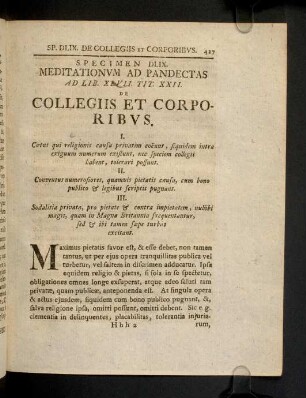 SP. DLIX. DE COLLEGIIS ET CORPORIBVS. 427
SPECIMEN DLIX.
MEDITATIONVM AD PANDECTAS
AD LIB. XLVII. TIT. XXII.
DE
COLLEGIIS ET CORPO-
RIBVS.
I.
Cœtus qui religionis causa privatim coëunt, siquidem intra
exiguum numerum existunt, nec speciem collegii
habent, tolerari possunt.
II.
Conventus numerosiores, quamvis pietatis causa, cum bono
publico & legibus scriptis pugnant.
III.
Sodalitia privata, pro pietate & contra impietatem, nullibi
magis, quam in Magna Britannia frequentantur,
sed & ibi tamen sæpe turbas
excitant.
Maximus pietatis favor est, & esse debet, non tamen
tantus, ut per ejus opera tranquillitas publica vel
turbetur, vel saltem in discrimen adducatur. Ipsa
equidem religio & pietas, si sola in se spectetur,
obligationes omnes longe exsuperat, atque adeo saluti tam
privatæ, quam publicæ, anteponenda est. At singula opera
& actus ejusdem, siquidem cum bono publico pugnant, &,
salva religione ipsa, omitti possunt, omitti debent. Sic e. g.
clementia in delinquentes, placabilitas, tolerantia injuria-
Hhh 2 rum,